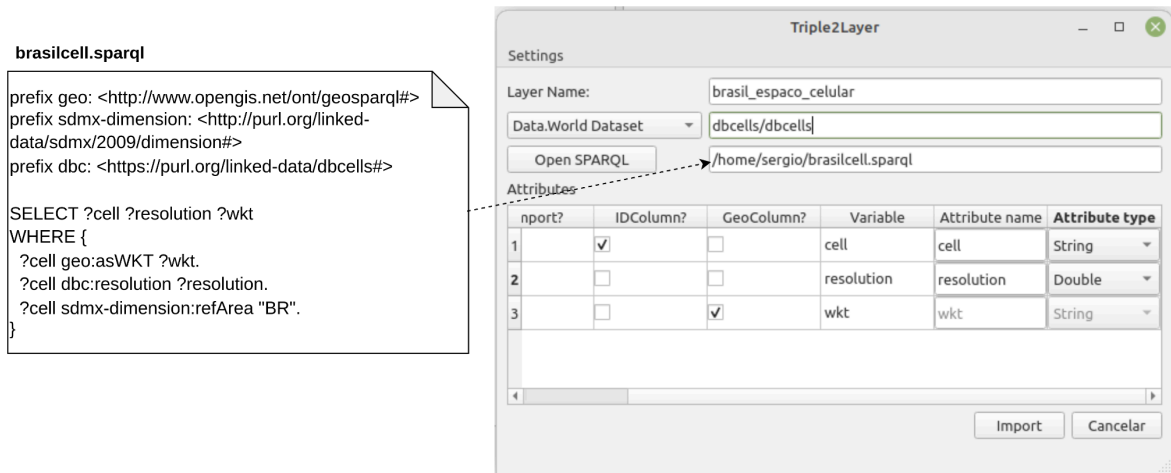 brasilcell.sparql
prefix geo: <http://www.opengis.net/ont/geosparql#>
prefix sdmx-dimension: <http://purl.org/linked-
data/sdmx/2009/dimension#>
prefix dbc: <https://purl.org/linked-data/dbcells#>
SELECT ?cell ?resolution ?wkt
WHERE {
?cell geo:asWKT ?wkt.
?cell dbc:resolution ?resolution.
?cell sdmx-dimension:refArea "BR".
}
Triple2Layer
Settings
Layer Name: brasil_espaco_celular
Data.World Dataset dbcells/dbcells
Open SPARQL /home/sergio/brasilcell.sparql
Attributes
nport? IDColumn? GeoColumn? Variable Attribute name Attribute type
1 cell cell String
2 resolution resolution Double
3 wkt wkt String
Import Cancelar